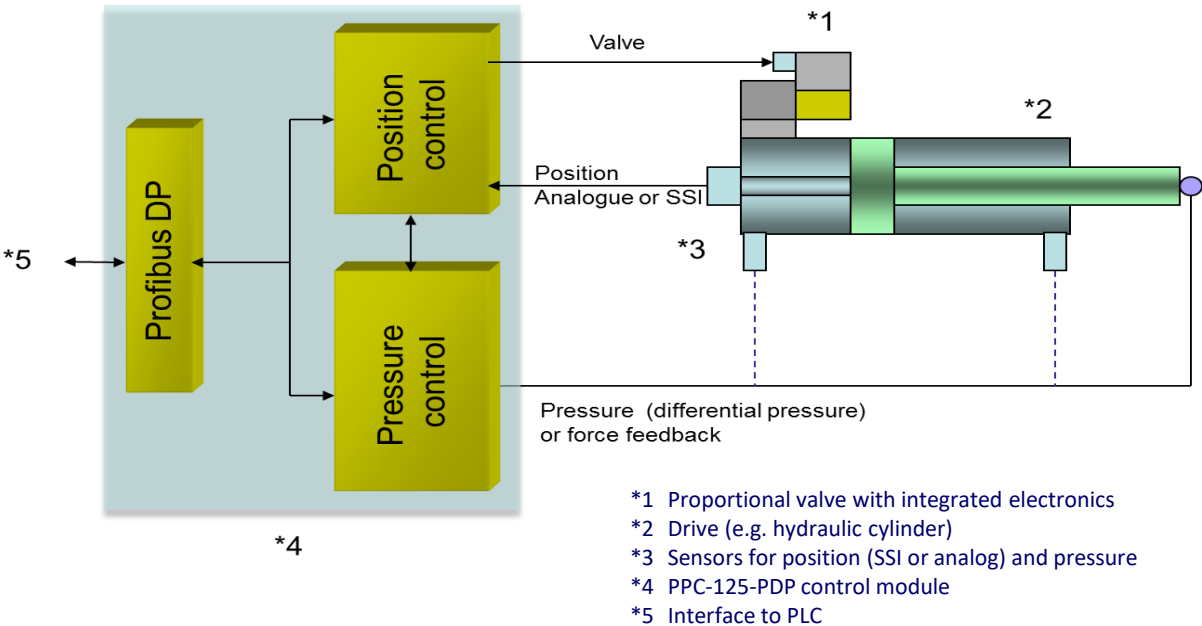 *1
Valve
*2
Position
control
Position
Analogue or SSI
*3
*5
Profibus DP
Pressure
control
Pressure (differential pressure)
or force feedback
*4
*1 Proportional valve with integrated electronics
*2 Drive (e.g. hydraulic cylinder)
*3 Sensors for position (SSI or analog) and pressure
*4 PPC-125-PDP control module
*5 Interface to PLC